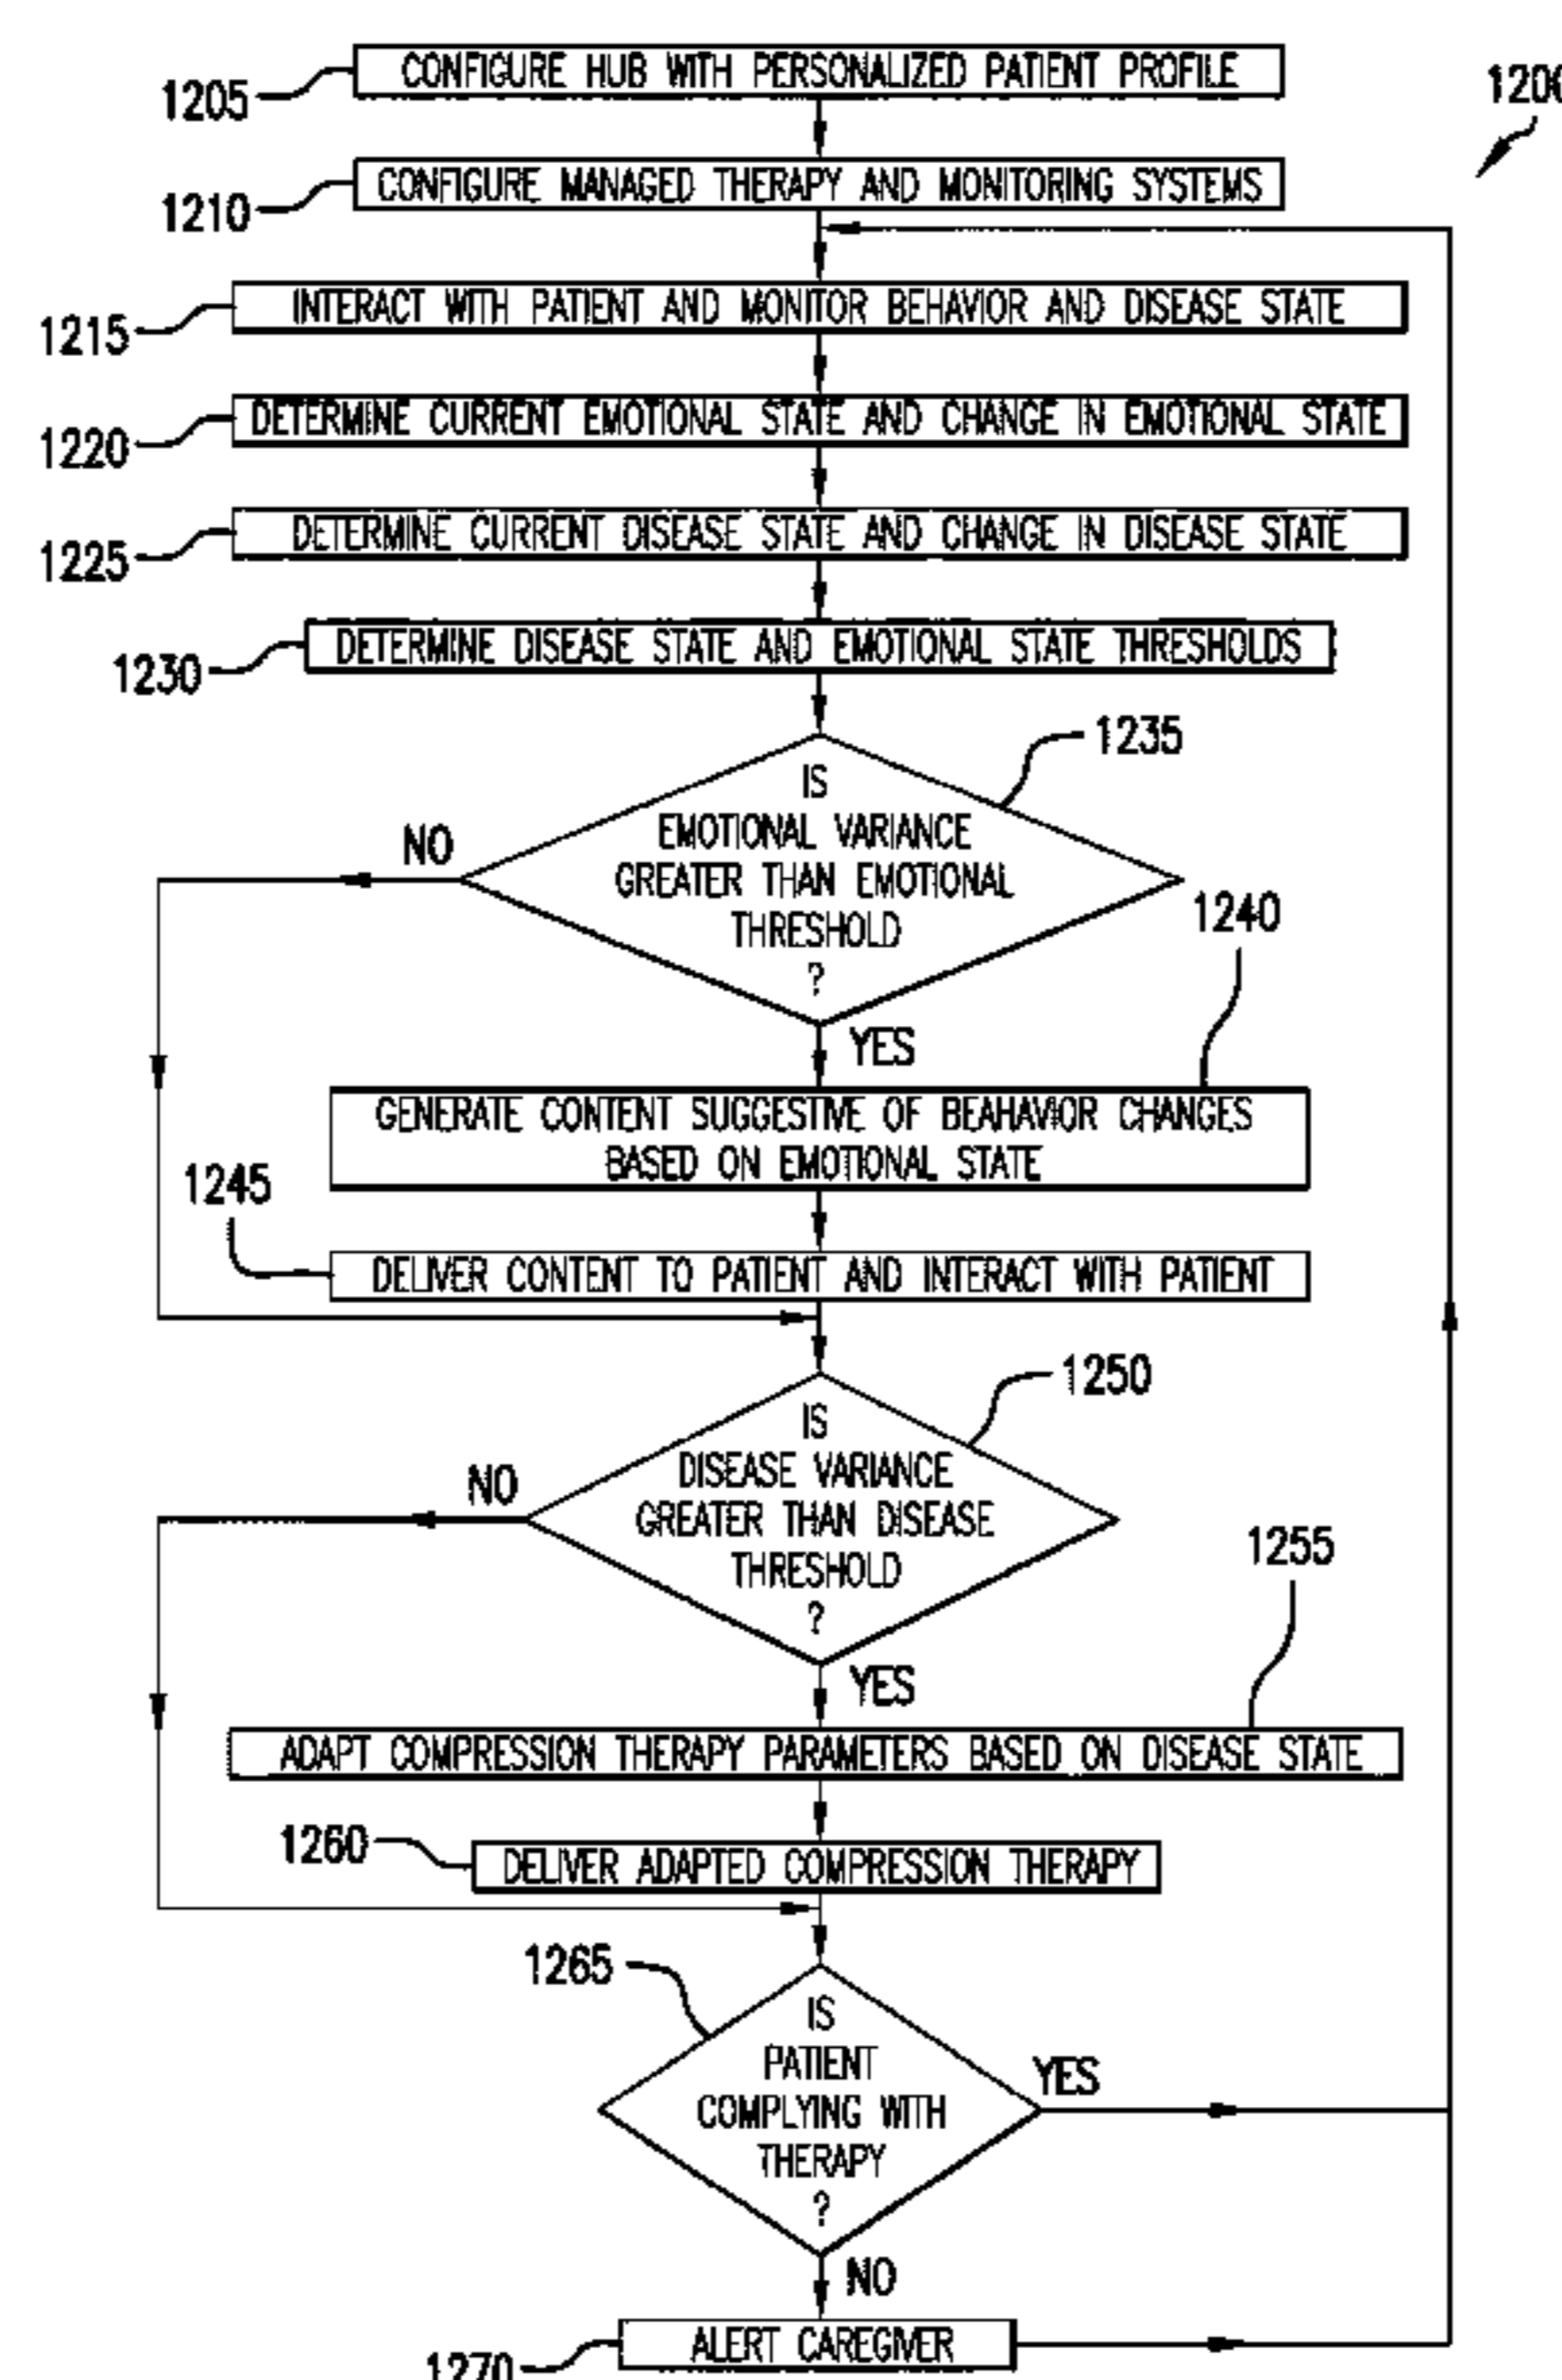 CONFIGURE HUB WITH PERSONALIZED PATIENT PROFILE
1205
1200
CONFIGURE MANAGED THERAPY AND MONITORING SYSTEMS
1210
INTERACT WITH PATIENT AND MONITOR BEHAVIOR AND DISEASE STATE
1215
DETERMINE CURRENT EMOTIONAL STATE AND CHANGE IN EMOTIONAL STATE
1220
DETERMINE CURRENT DISEASE STATE AND CHANGE IN DISEASE STATE
1225
DETERMINE DISEASE STATE AND EMOTIONAL STATE THRESHOLDS
1230
1235
IS
EMOTIONAL VARIANCE
GREATER THAN EMOTIONAL
THRESHOLD
?
NO
YES
1240
GENERATE CONTENT SUGGESTIVE OF BEAHAVIOR CHANGES
BASED ON EMOTIONAL STATE
1245
DELIVER CONTENT TO PATIENT AND INTERACT WITH PATIENT
1250
IS
DISEASE VARIANCE
GREATER THAN DISEASE
THRESHOLD
?
NO
YES
1255
ADAPT COMPRESSION THERAPY PARAMETERS BASED ON DISEASE STATE
1260
DELIVER ADAPTED COMPRESSION THERAPY
1265
IS
PATIENT
COMPLYING WITH
THERAPY
?
YES
NO
ALERT CAREGIVER
1270